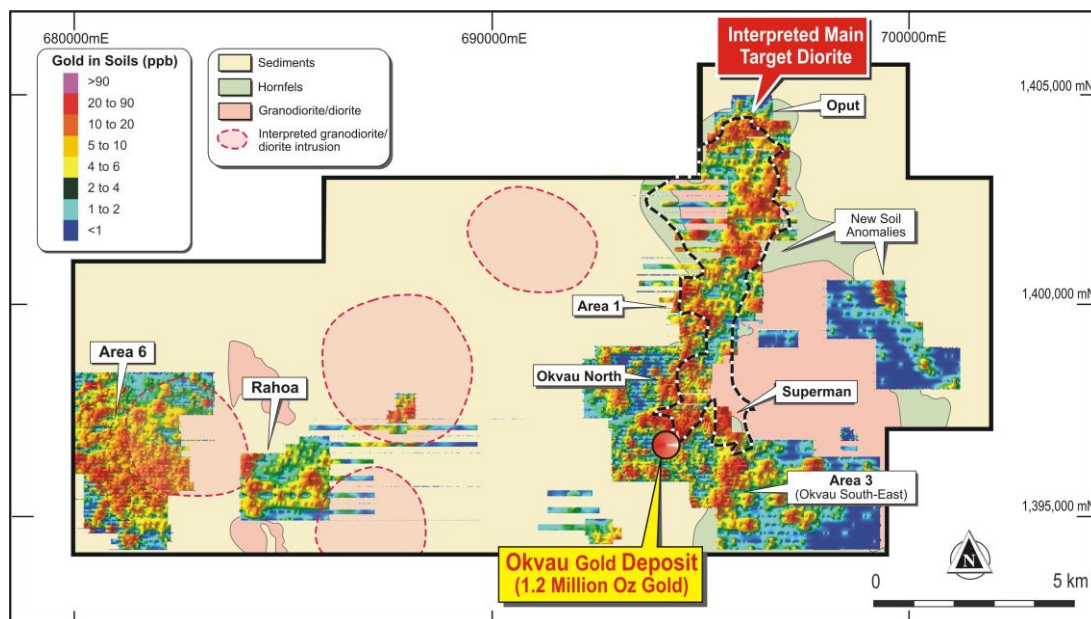 680000mE
690000mE
700000mE
Gold in Soils (ppb)
>90
20 to 90
10 to 20
5 to 10
4 to 6
2 to 4
1 to 2
<1
Sediments
Hornfels
Granodiorite/diorite
Interpreted granodiorite/
diorite intrusion
Interpreted Main
Target Diorite
1,405,000 mN
Oput
New Soil
Anomalies
Area 1
1,400,000 mN
Area 6
Rahoa
Okvau North
Superman
Area 3
(Okvau South-East)
1,395,000 mN
Okvau Gold Deposit
(1.2 Million Oz Gold)
N
0
5 km